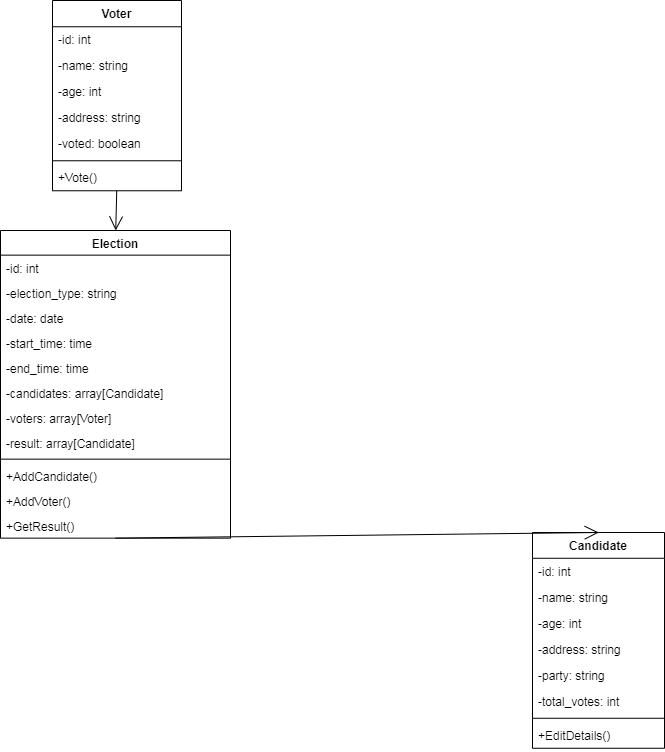 Voter
-id: int
-name: string
-age: int
-address: string
-voted: boolean
+Vote()
Election
-id: int
-election_type: string
-date: date
-start_time: time
-end_time: time
-candidates: array[Candidate]
-voters: array[Voter]
-result: array[Candidate]
+AddCandidate()
+AddVoter()
+GetResult()
Candidate
-id: int
-name: string
-age: int
-address: string
-party: string
-total_votes: int
+EditDetails()